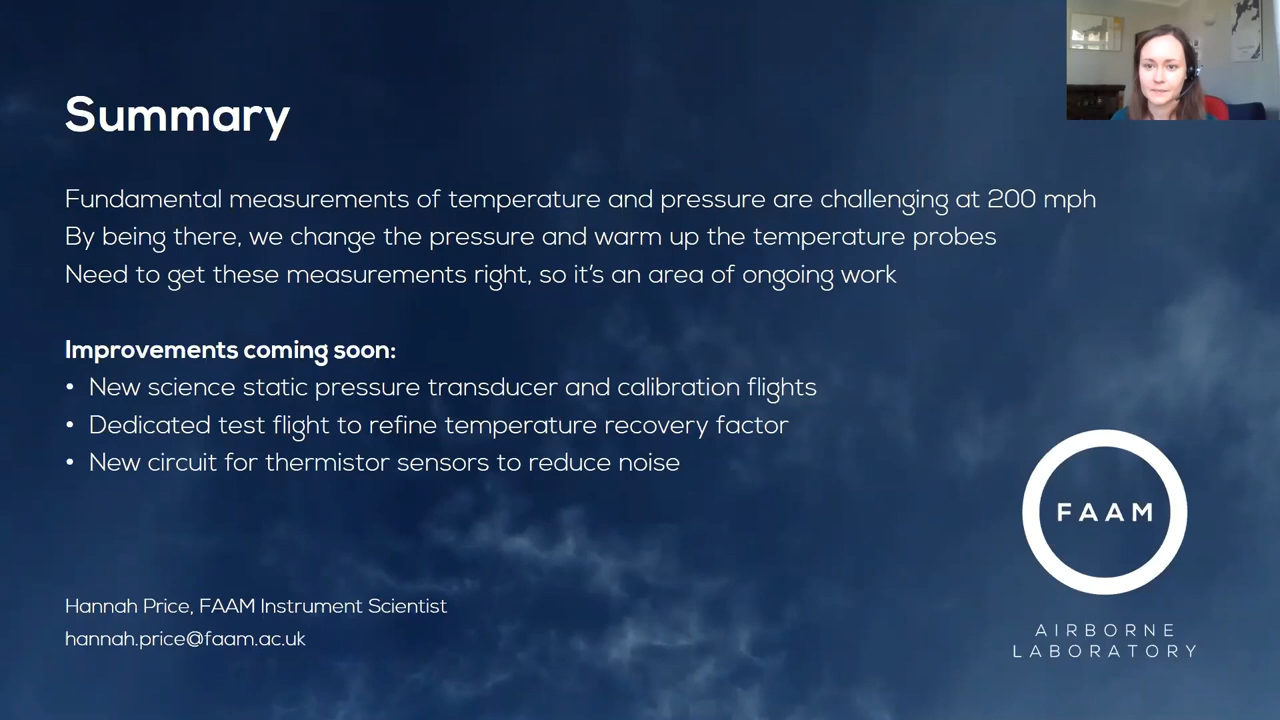 Summary
Fundamental measurements of temperature and pressure are challenging at 200 mph
By being there, we change the pressure and warm up the temperature probes
Need to get these measurements right, so it's an area of ongoing work
Improvements coming soon:
• New science static pressure transducer and calibration flights
• Dedicated test flight to refine temperature recovery factor
• New circuit for thermistor sensors to reduce noise
Hannah Price, FAAM Instrument Scientist
hannah.price@faam.ac.uk
FAAM
AIRBORNE
LABORATORY